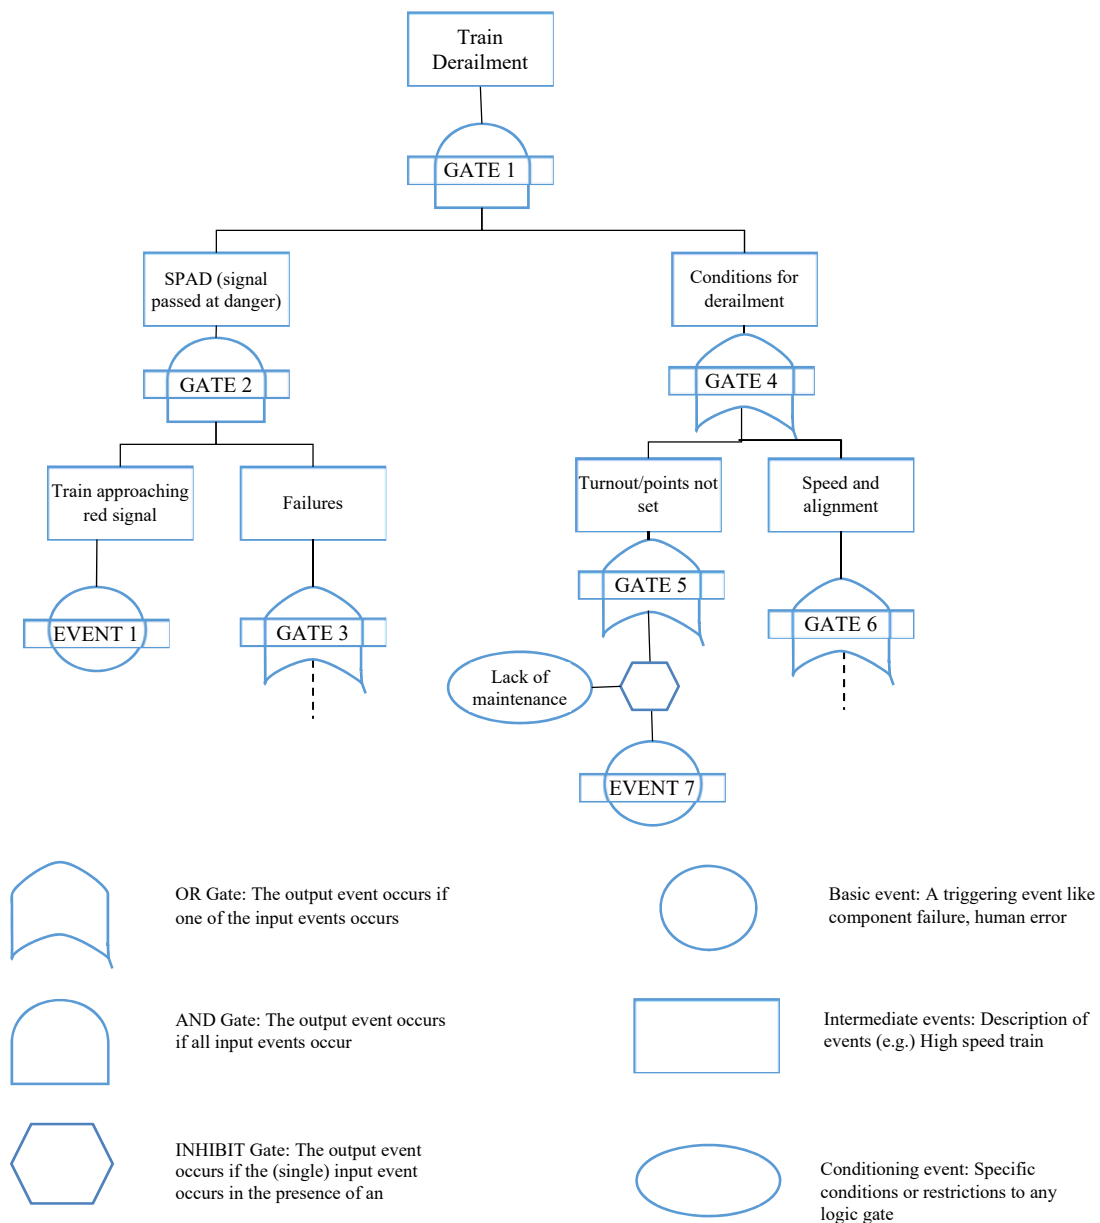 Train
Derailment
GATE 1
SPAD (signal
passed at danger)
Conditions for
derailment
GATE 2
GATE 4
Train approaching
red signal
Failures
Turnout/points not
set
Speed and
alignment
EVENT 1
GATE 3
GATE 5
GATE 6
Lack of
maintenance
EVENT 7
OR Gate: The output event occurs if
one of the input events occurs
Basic event: A triggering event like
component failure, human error
AND Gate: The output event occurs
if all input events occur
Intermediate events: Description of
events (e.g.) High speed train
INHIBIT Gate: The output event
occurs if the (single) input event
occurs in the presence of an
Conditioning event: Specific
conditions or restrictions to any
logic gate